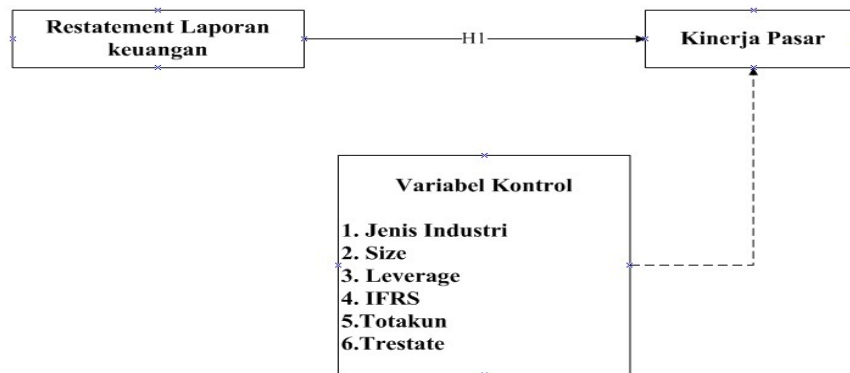 Restatement Laporan
keuangan
H1
Kinerja Pasar
Variabel Kontrol
1. Jenis Industri
2. Size
3. Leverage
4. IFRS
5.Totakun
6.Trestate